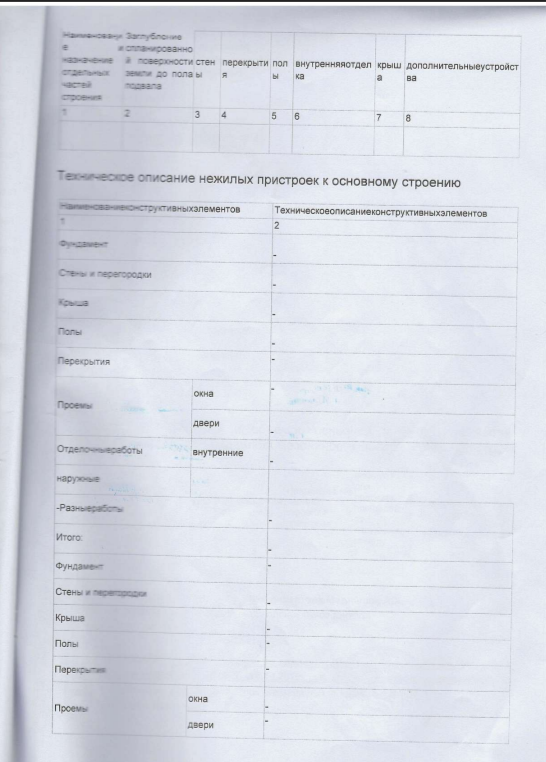 Наименовани Заглубление
е и спланированно
назначение й поверхности стен перекрыти пол внутренняяотдел крыш дополнительныеустройст
отдельных земли до пола ы я ы ка а ва
частей подвала
строения
1 2 3 4 5 6 7 8
Техническое описание нежилых пристроек к основному строению
Наименованиеконструктивныхэлементов Техническоеописаниеконструктивныхэлементов
1 2
Фундамент -
Стены и перегородки -
Крыша -
Полы -
Перекрытия -
Проемы окна -
двери -
Отделочныеработы внутренние -
наружные
-Разныеработы -
Итого: -
Фундамент -
Стены и перегородки -
Крыша -
Полы -
Перекрытия -
Проемы окна -
двери -